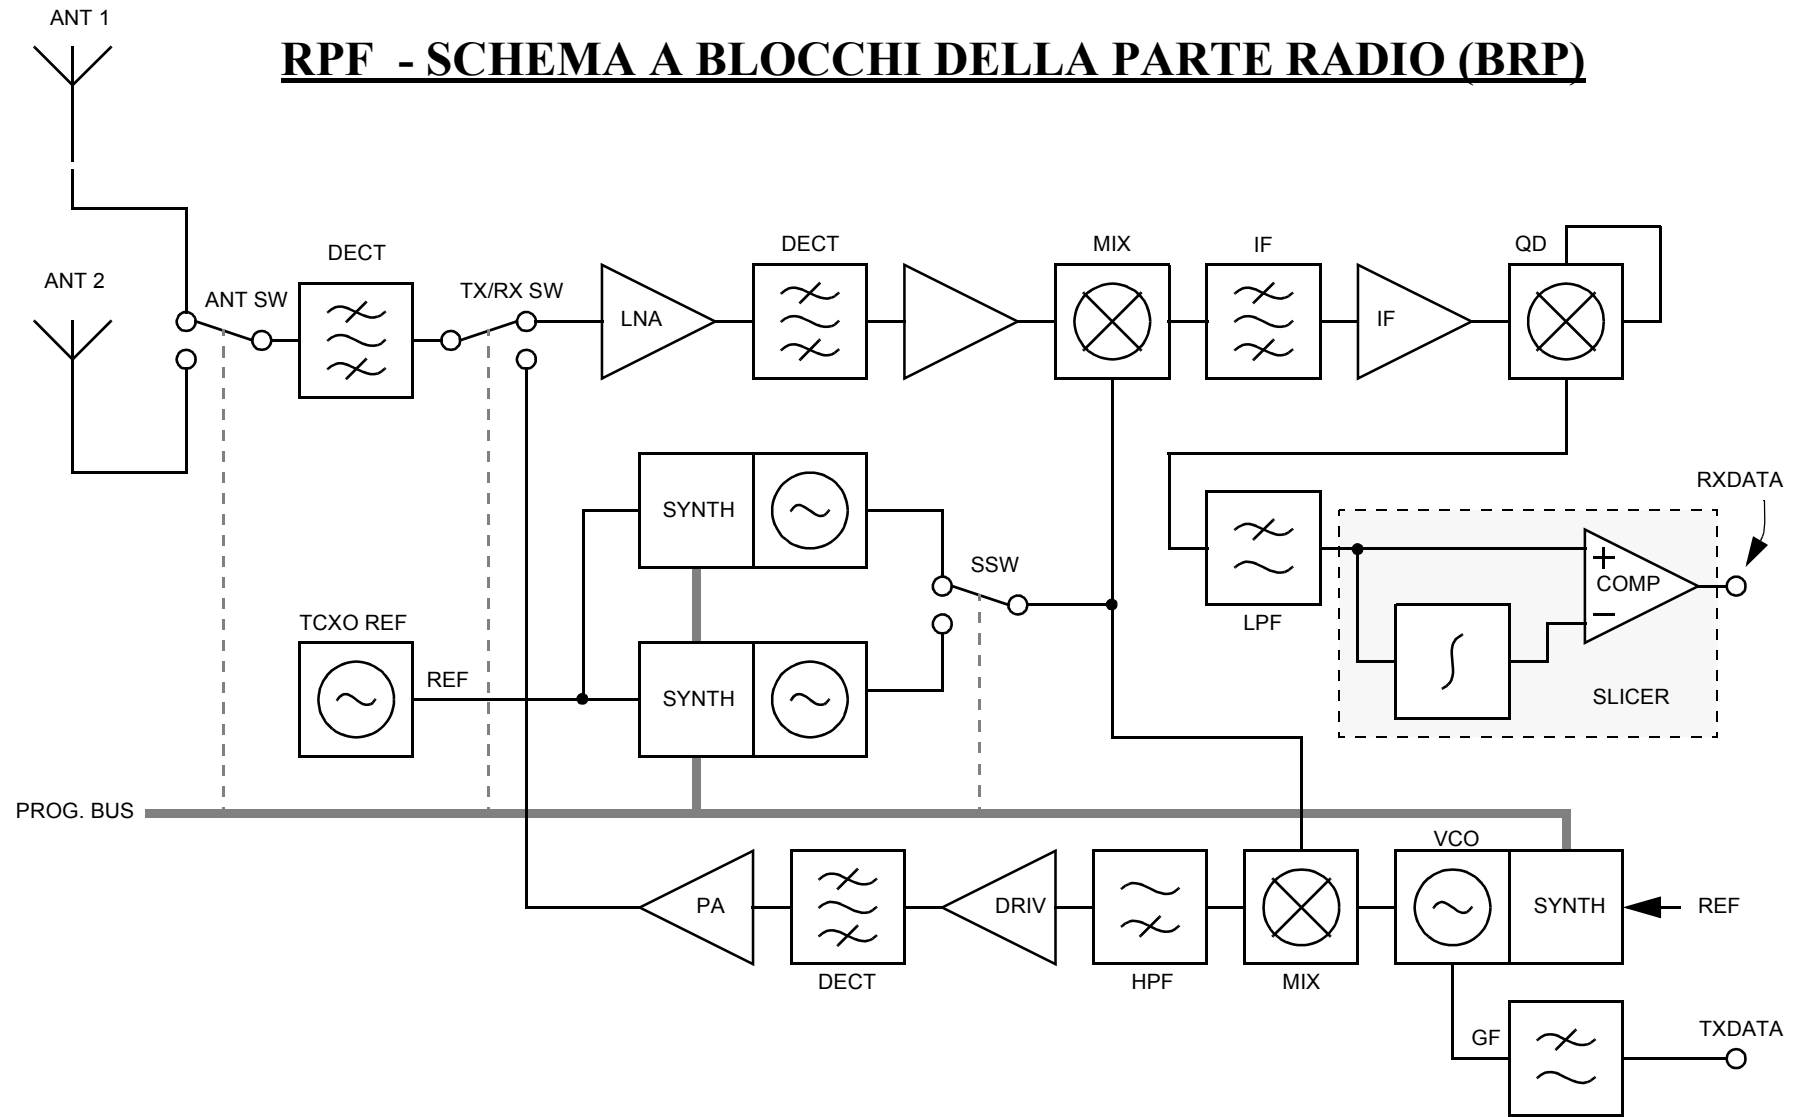 ANT 1
RPF - SCHEMA A BLOCCHI DELLA PARTE RADIO (BRP)
DECT
DECT
MIX
IF
QD
ANT 2
ANT SW
TX/RX SW
LNA
IF
SYNTH
SSW
RXDATA
COMP
TCXO REF
LPF
REF
SYNTH
SLICER
PROG. BUS
VCO
PA
DRIV
SYNTH
REF
DECT
HPF
MIX
GF
TXDATA